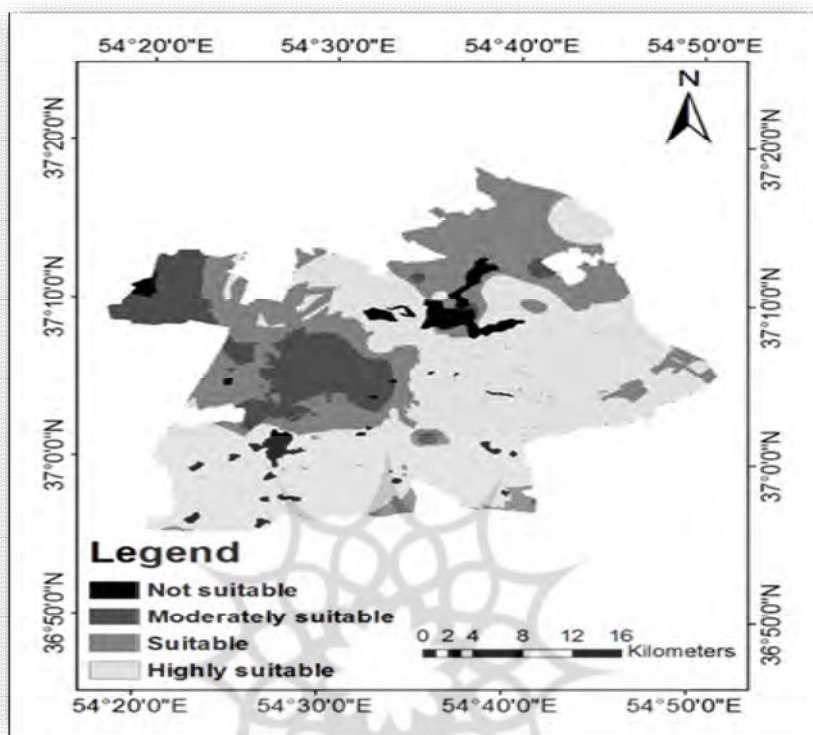 54°20'0"E 54°30'0"E 54°40'0"E 54°50'0"E
N
37°20'0"N 37°20'0"N
37°10'0"N 37°10'0"N
37°0'0"N 37°0'0"N
36°50'0"N 36°50'0"N
Legend
Not suitable
Moderately suitable
Suitable
Highly suitable
0 2 4 8 12 16
Kilometers
54°20'0"E 54°30'0"E 54°40'0"E 54°50'0"E